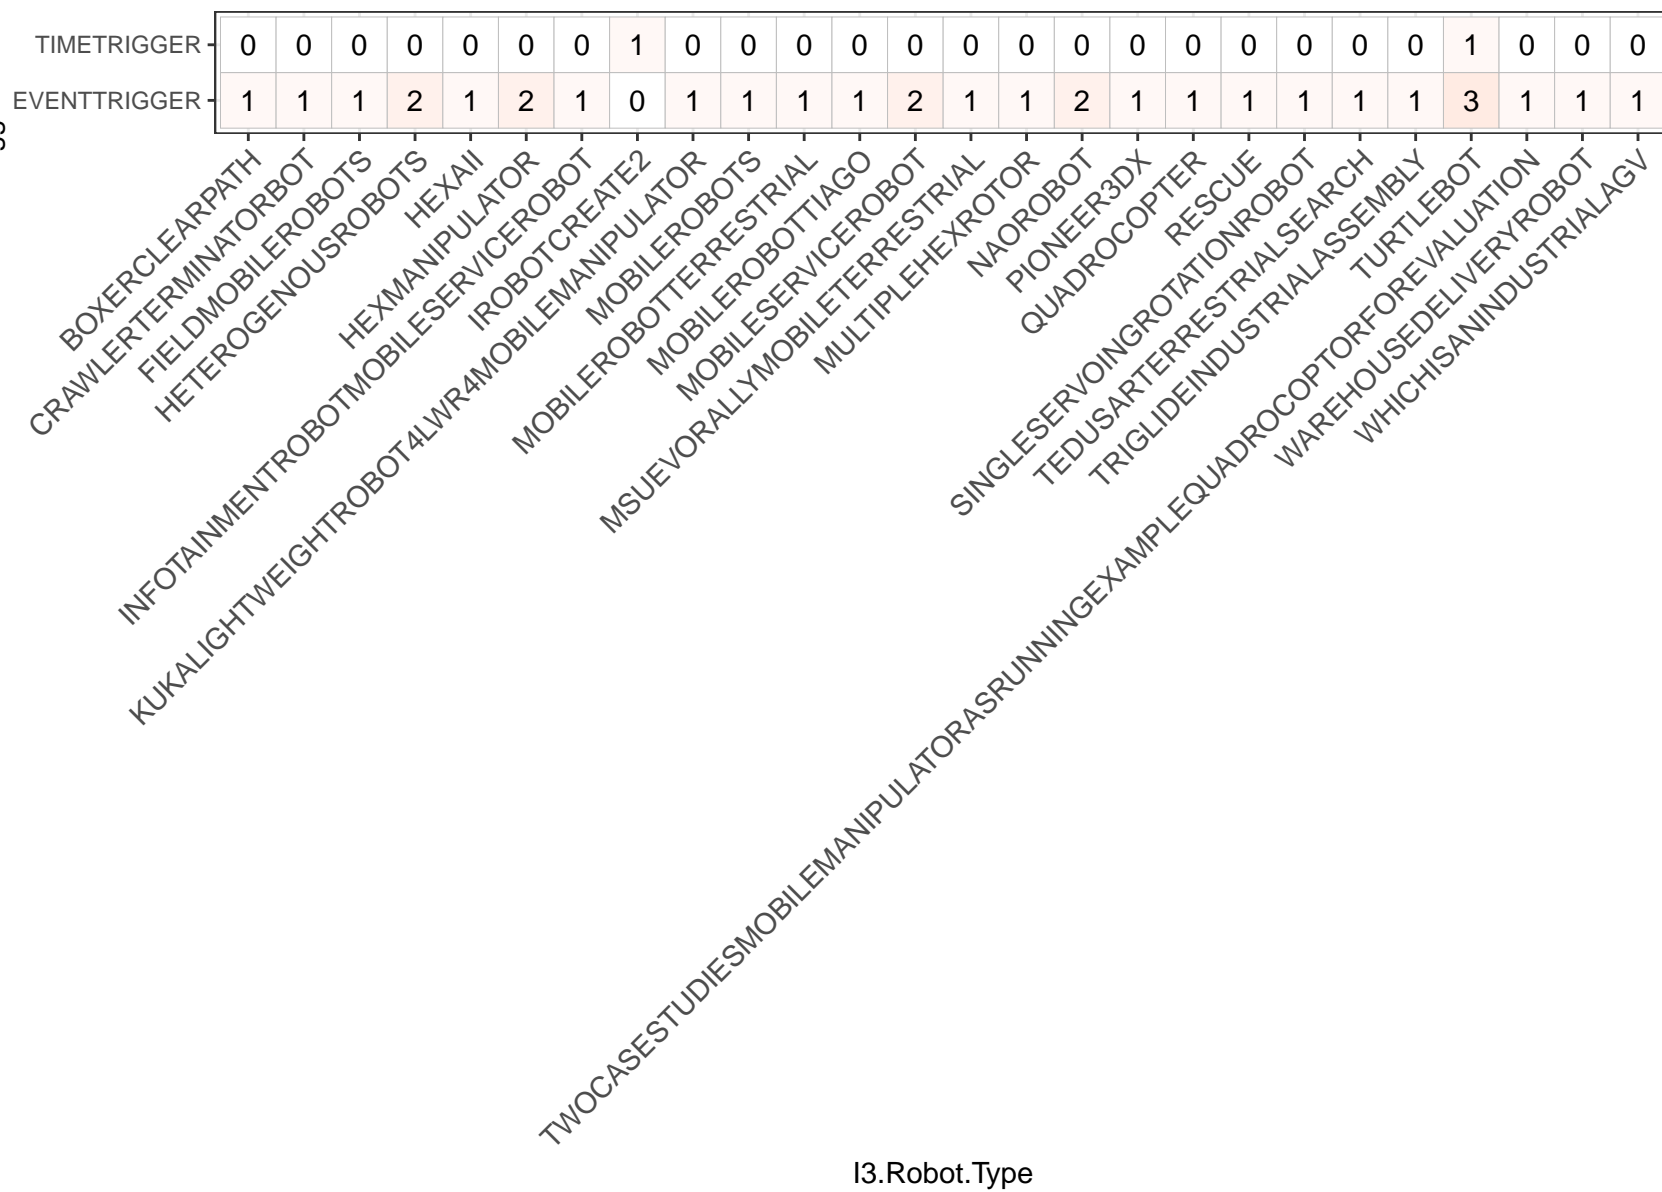 TIMETRIGGER 0 0 0 0 0 0 0 1 0 0 0 0 0 0 0 0 0 0 0 0 0 0 1 0 0 0
EVENTTRIGGER 1 1 1 2 1 2 1 0 1 1 1 1 2 1 1 2 1 1 1 1 1 1 3 1 1 1
BOXERCLEARPATH
CRAWLERTERMINATORBOT
FIELDMOBILEROBOTS
HETEROGENOUSROBOTS
HEXAII
HEXMANIPULATOR
INFOTAINMENTROBOTMOBILESERVICEROBOT
IROBOTCREATE2
KUKALIGHTWEIGHTROBOT4LWR4MOBILEMANIPULATOR
MOBILEROBOTS
MOBILEROBOTTERRESTRIAL
MOBILEROBOTTIAGO
MOBILESERVICEROBOT
MSUEVORALLYMOBILETERRESTRIAL
MULTIPLEHEXROTOR
NAOROBOT
PIONEER3DX
QUADROCOPTER
RESCUE
SINGLESERVOINGROTATIONROBOT
TEDUSARTERRESTRIALSEARCH
TRIGLIDEINDUSTRIALASSEMBLY
TURTLEBOT
TWOCASESTUDIESMOBILEMANIPULATORASRUNNINGEXAMPLEQUADROCOPTORFOREVALUATION
WAREHOUSEDELIVERYROBOT
WHICHISANINDUSTRIALAGV
I3.Robot.Type